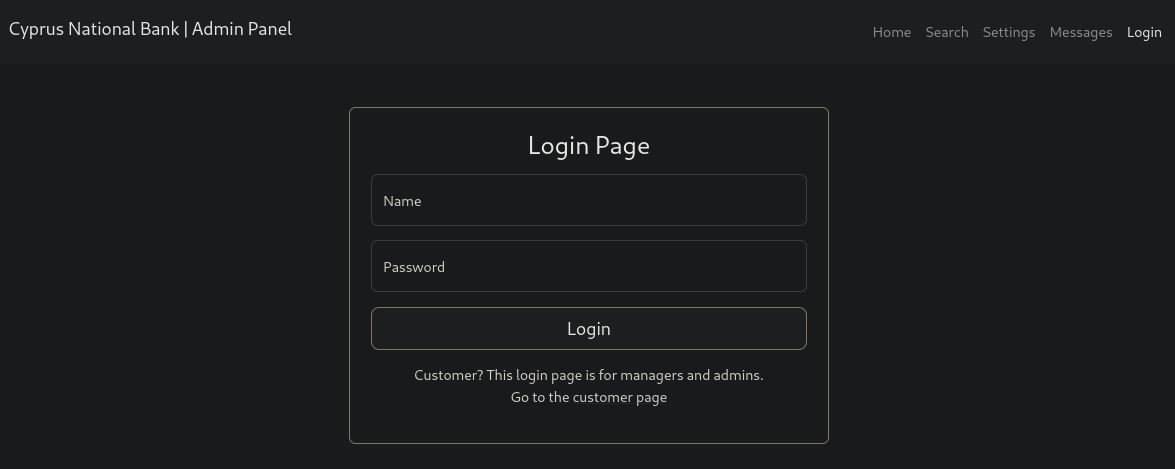 Cyprus National Bank | Admin Panel
Home Search Settings Messages Login
Login Page
Name
Password
Login
Customer? This login page is for managers and admins.
Go to the customer page